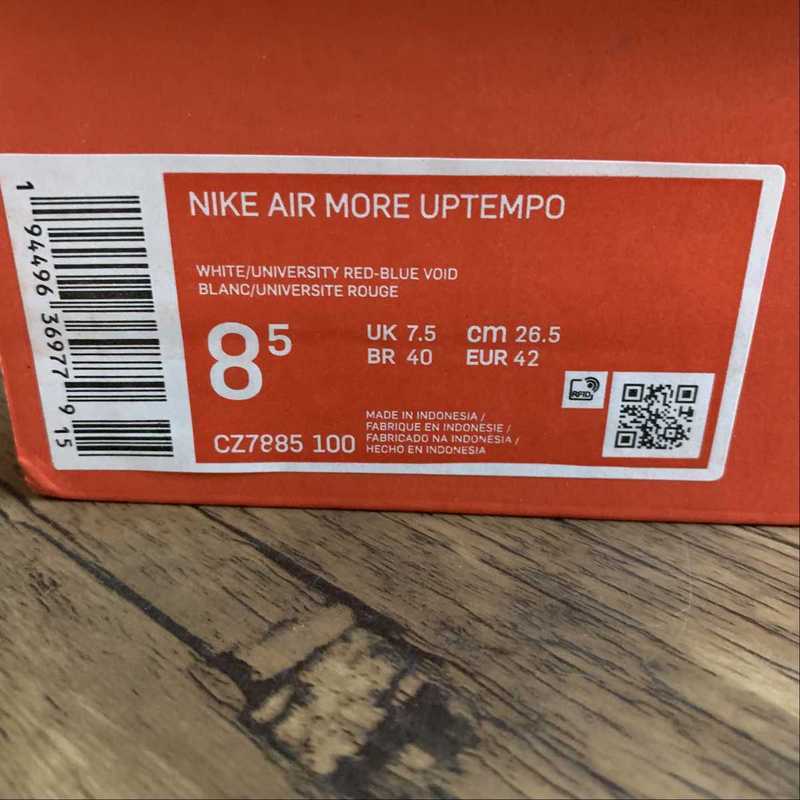 1 94496 36977 9 15
NIKE AIR MORE UPTEMPO
WHITE/UNIVERSITY RED-BLUE VOID
BLANC/UNIVERSITE ROUGE
8 5
UK 7.5 cm 26.5
BR 40 EUR 42
RFID
CZ7885 100
MADE IN INDONESIA /
FABRIQUE EN INDONESIE /
FABRICADO NA INDONESIA /
HECHO EN INDONESIA